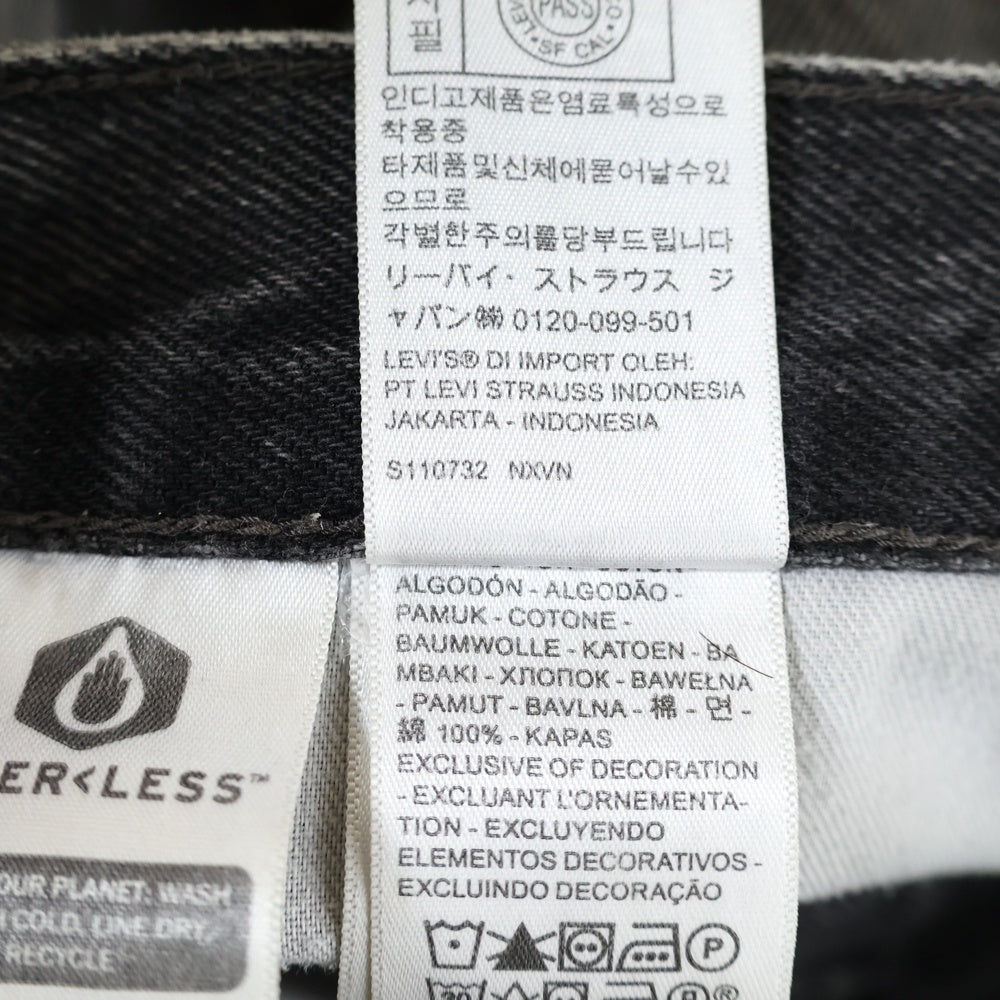 필
PASS
SF CAL
인디고제품은염료특성으로
착용중
타제품및신체에묻어날수있
으므로
각별한주의를당부드립니다
リーバイ・ストラウス ジ
ャパン㈱ 0120-099-501
LEVI'S® DI IMPORT OLEH:
PT LEVI STRAUSS INDONESIA
JAKARTA - INDONESIA
S110732 NXVN
ALGODÓN - ALGODÃO -
PAMUK - COTONE -
BAUMWOLLE - KATOEN - BA
MBAKI - ХЛОПОК - BAWEŁNA
- PAMUT - BAVLNA - 棉 - 면 -
綿 100% - KAPAS
EXCLUSIVE OF DECORATION
- EXCLUANT L'ORNEMENTA-
TION - EXCLUYENDO
ELEMENTOS DECORATIVOS -
EXCLUINDO DECORAÇÃO
P
ER<LESS™
OUR PLANET: WASH
COLD, LINE DRY,
RECYCLE